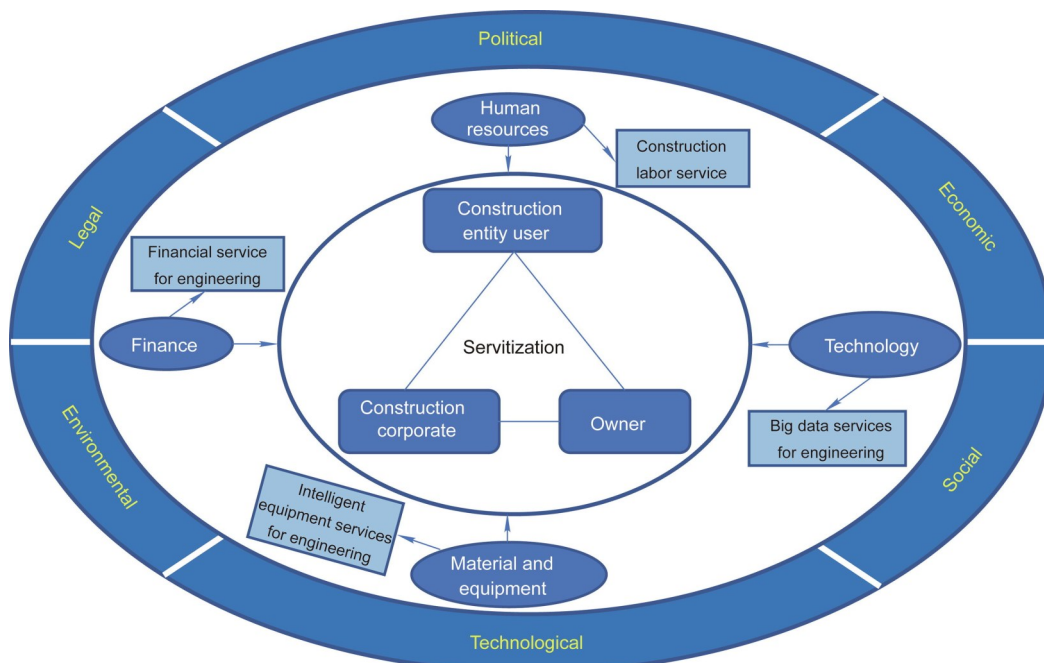 Political
Human
resources
Construction
labor service
Construction
entity user
Legal
Economic
Financial service
for engineering
Finance
Servitization
Technology
Construction
corporate
Owner
Big data services
for engineering
Environmental
Social
Intelligent
equipment services
for engineering
Material and
equipment
Technological